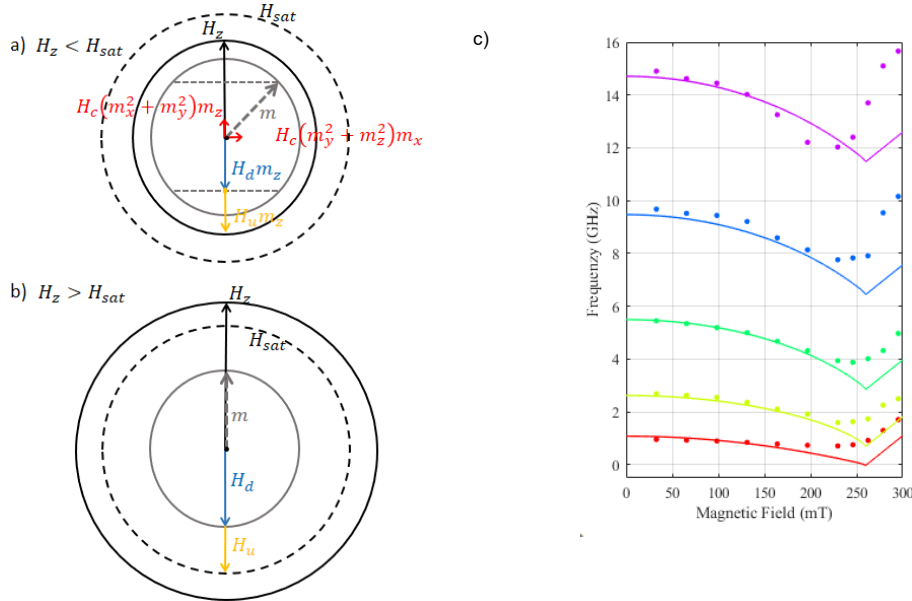 a) H_z < H_sat
H_sat
H_z
H_c(m_x^2 + m_y^2)m_z
m
H_c(m_y^2 + m_z^2)m_x
H_d m_z
H_u m_z
b) H_z > H_sat
H_z
H_sat
m
H_d
H_u
c)
16
14
12
10
8
6
4
2
0
Frequenzy (GHz)
0 50 100 150 200 250 300
Magnetic Field (mT)